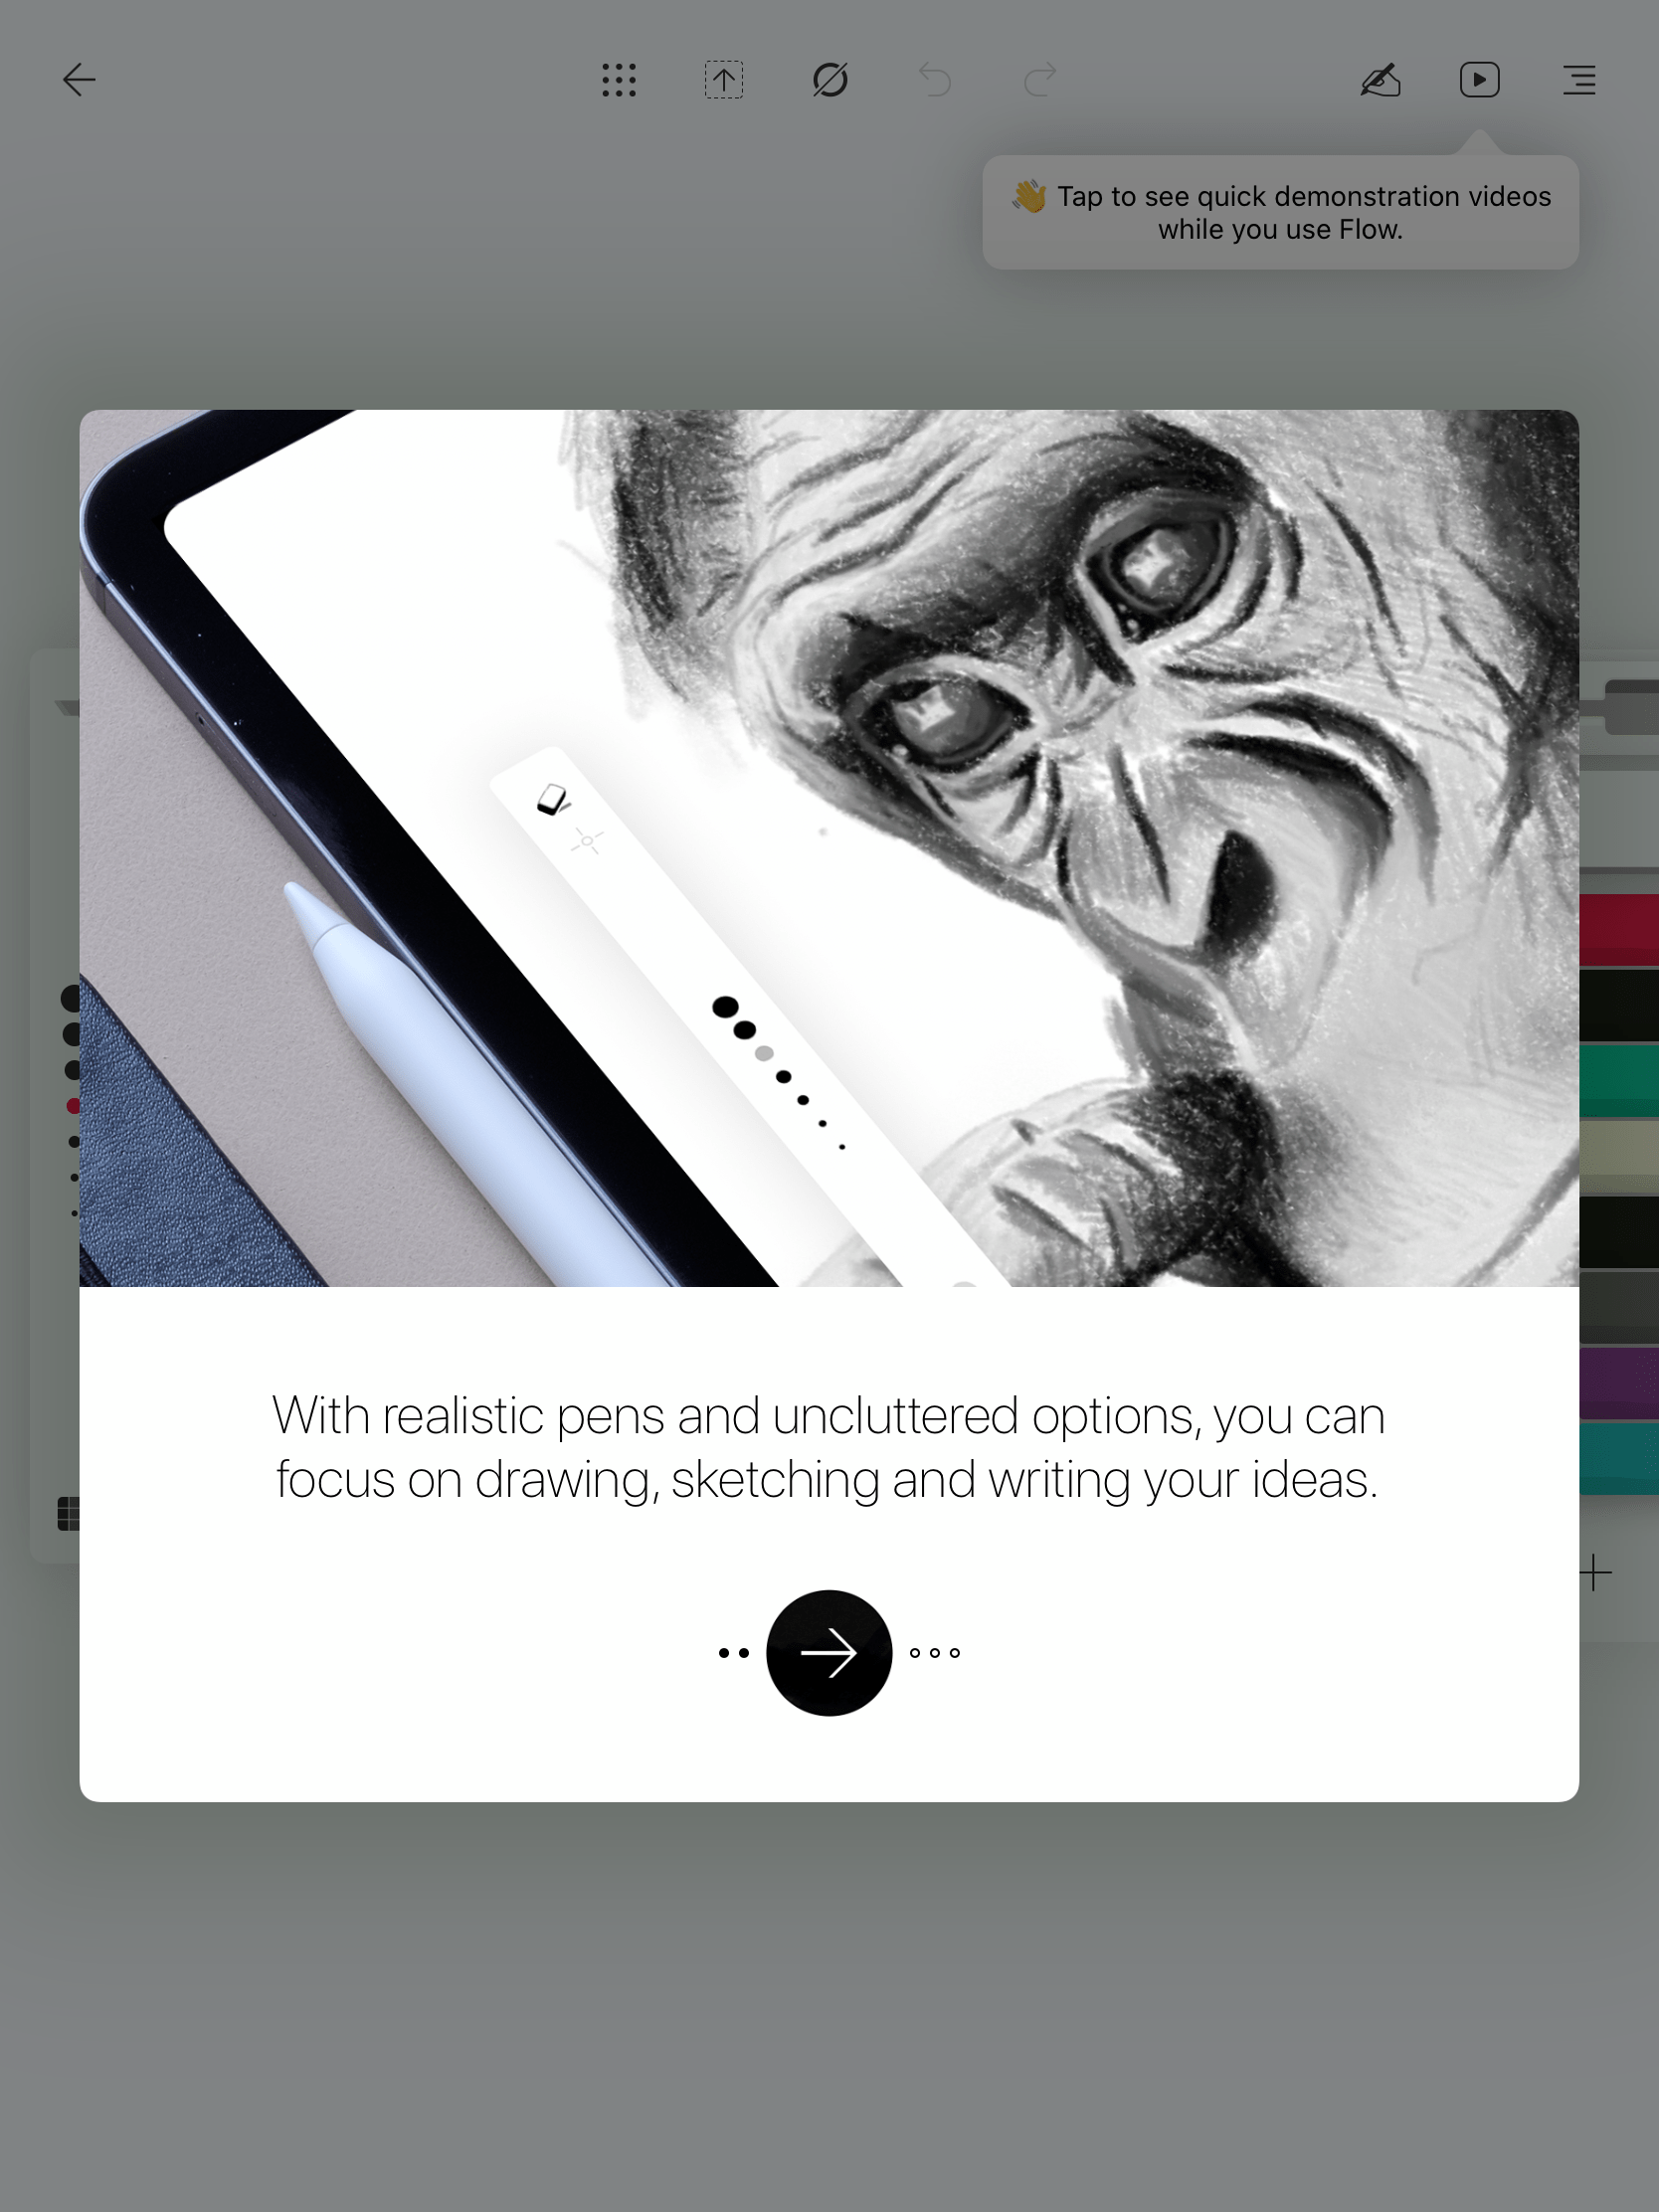 👋 Tap to see quick demonstration videos
while you use Flow.
With realistic pens and uncluttered options, you can
focus on drawing, sketching and writing your ideas.